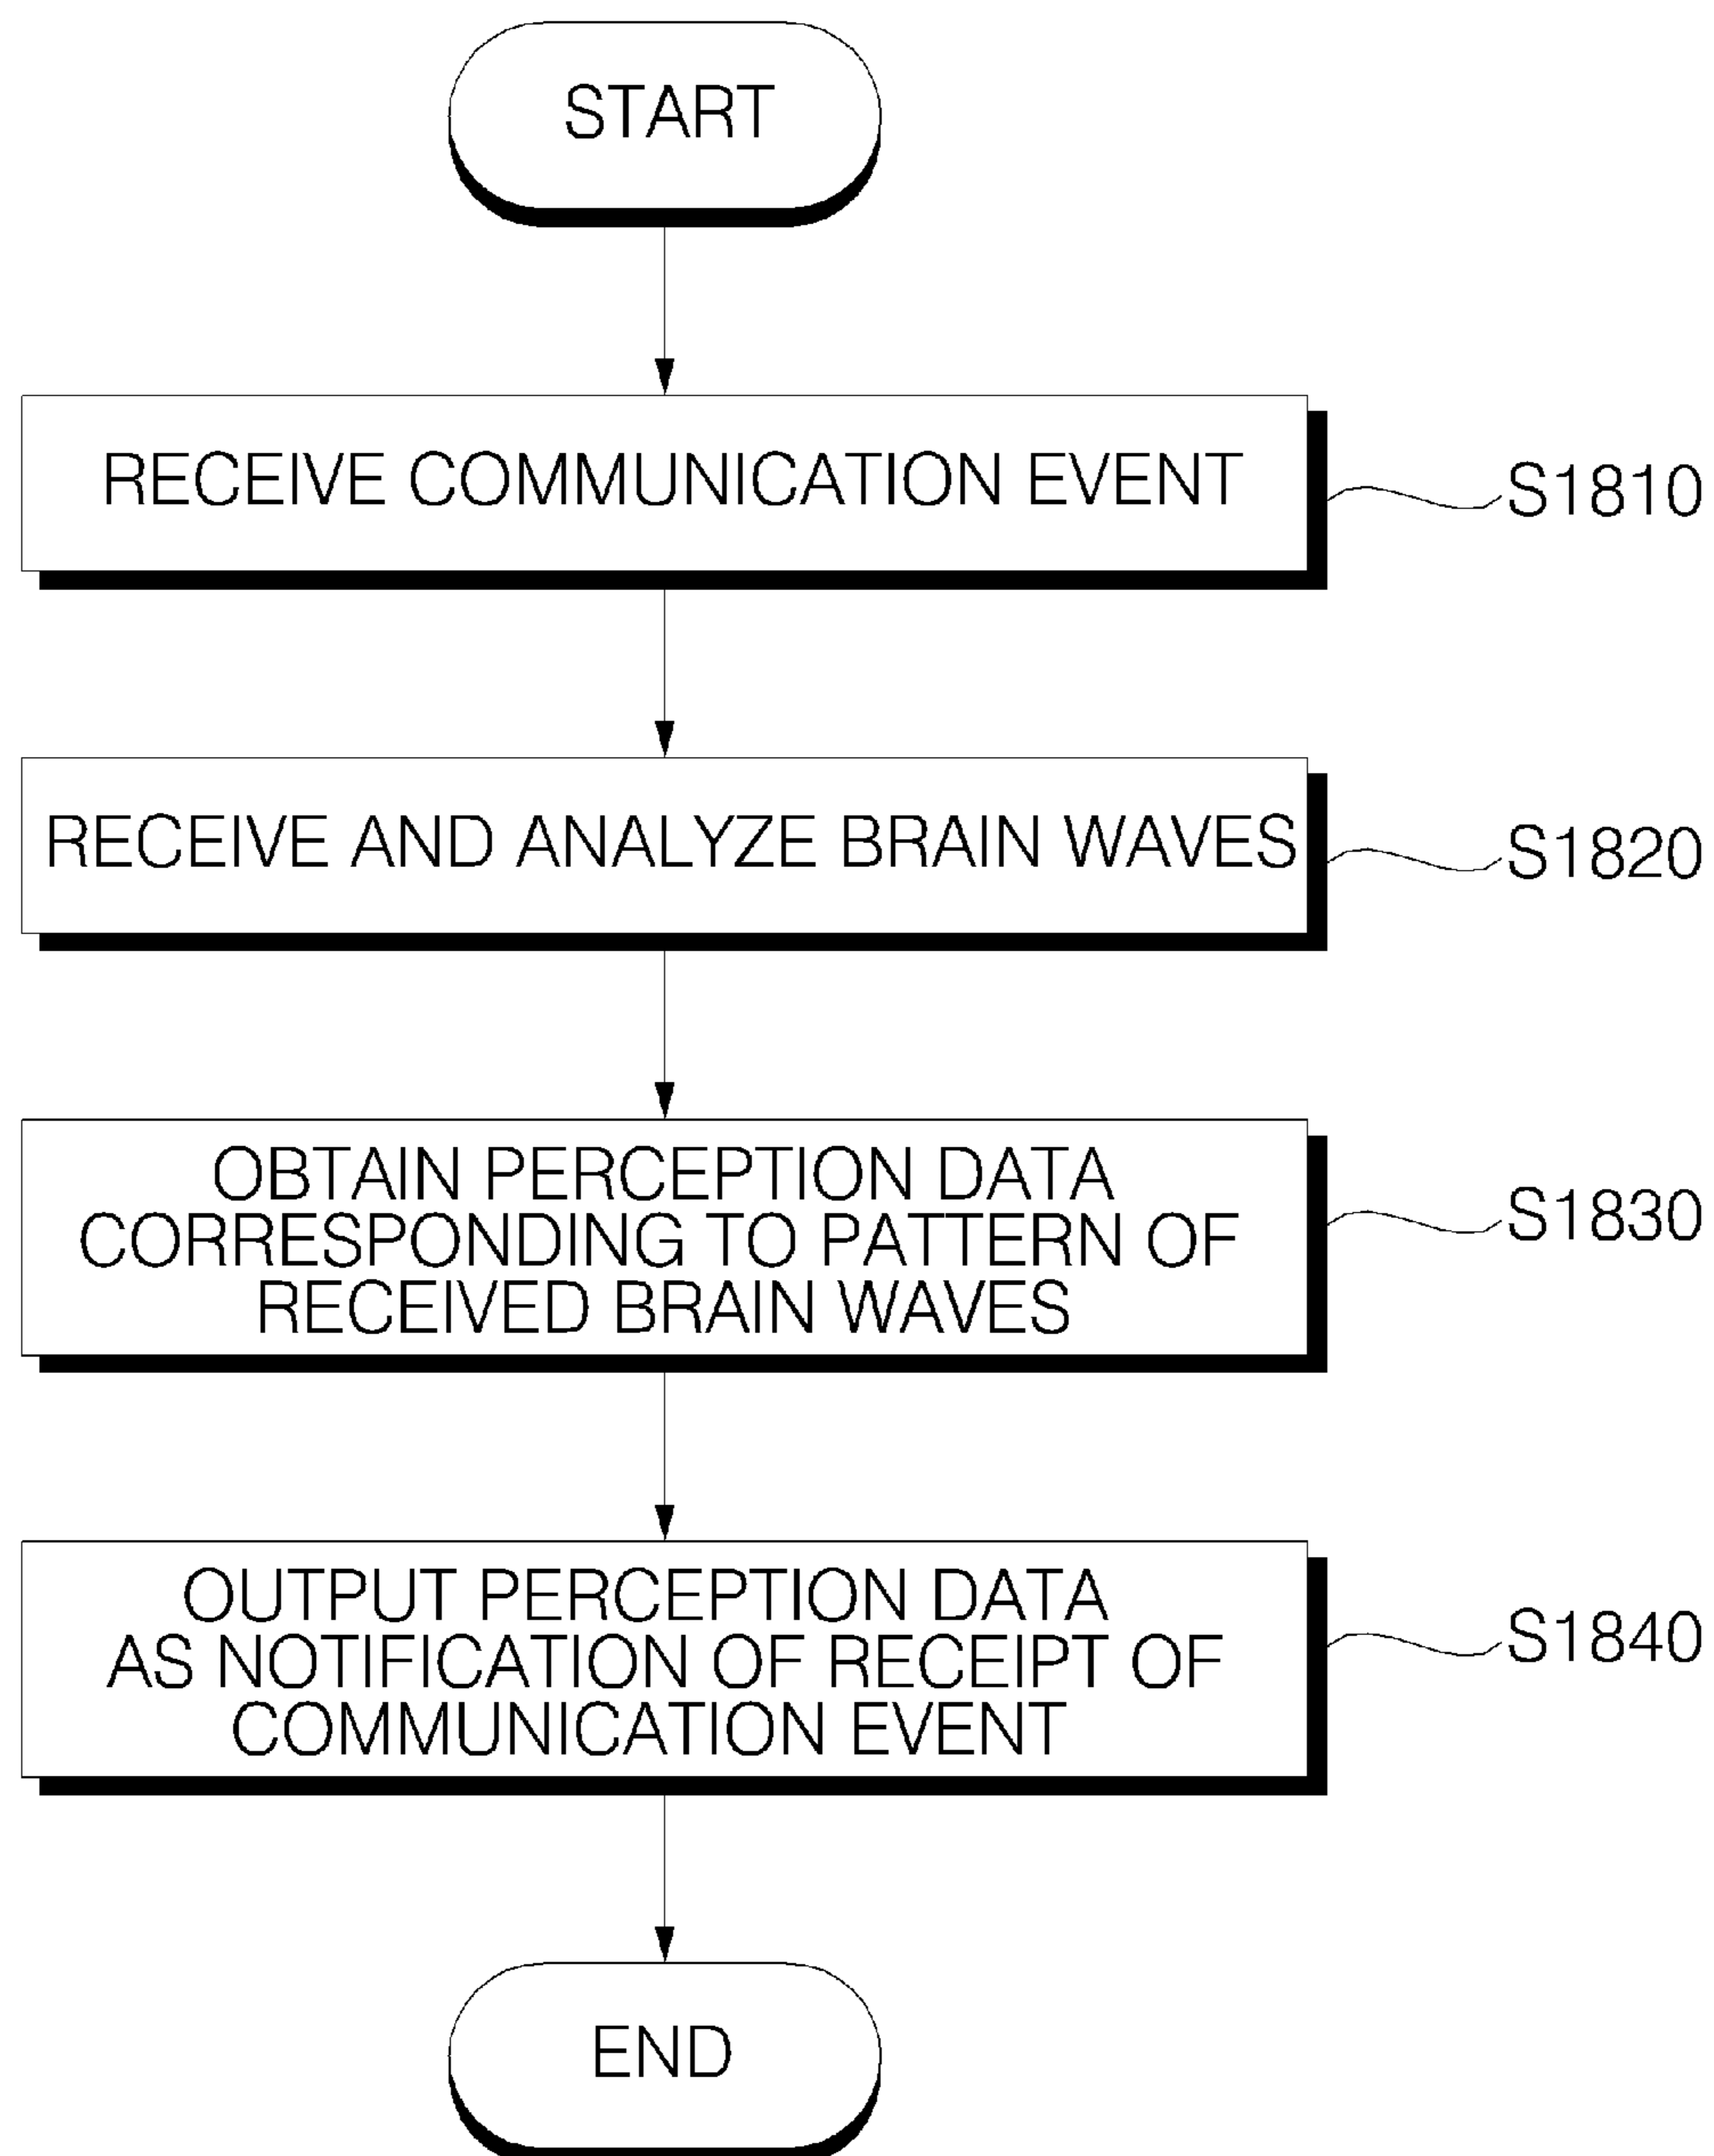 START
RECEIVE COMMUNICATION EVENT
S1810
RECEIVE AND ANALYZE BRAIN WAVES
S1820
OBTAIN PERCEPTION DATA
CORRESPONDING TO PATTERN OF
RECEIVED BRAIN WAVES
S1830
OUTPUT PERCEPTION DATA
AS NOTIFICATION OF RECEIPT OF
COMMUNICATION EVENT
S1840
END